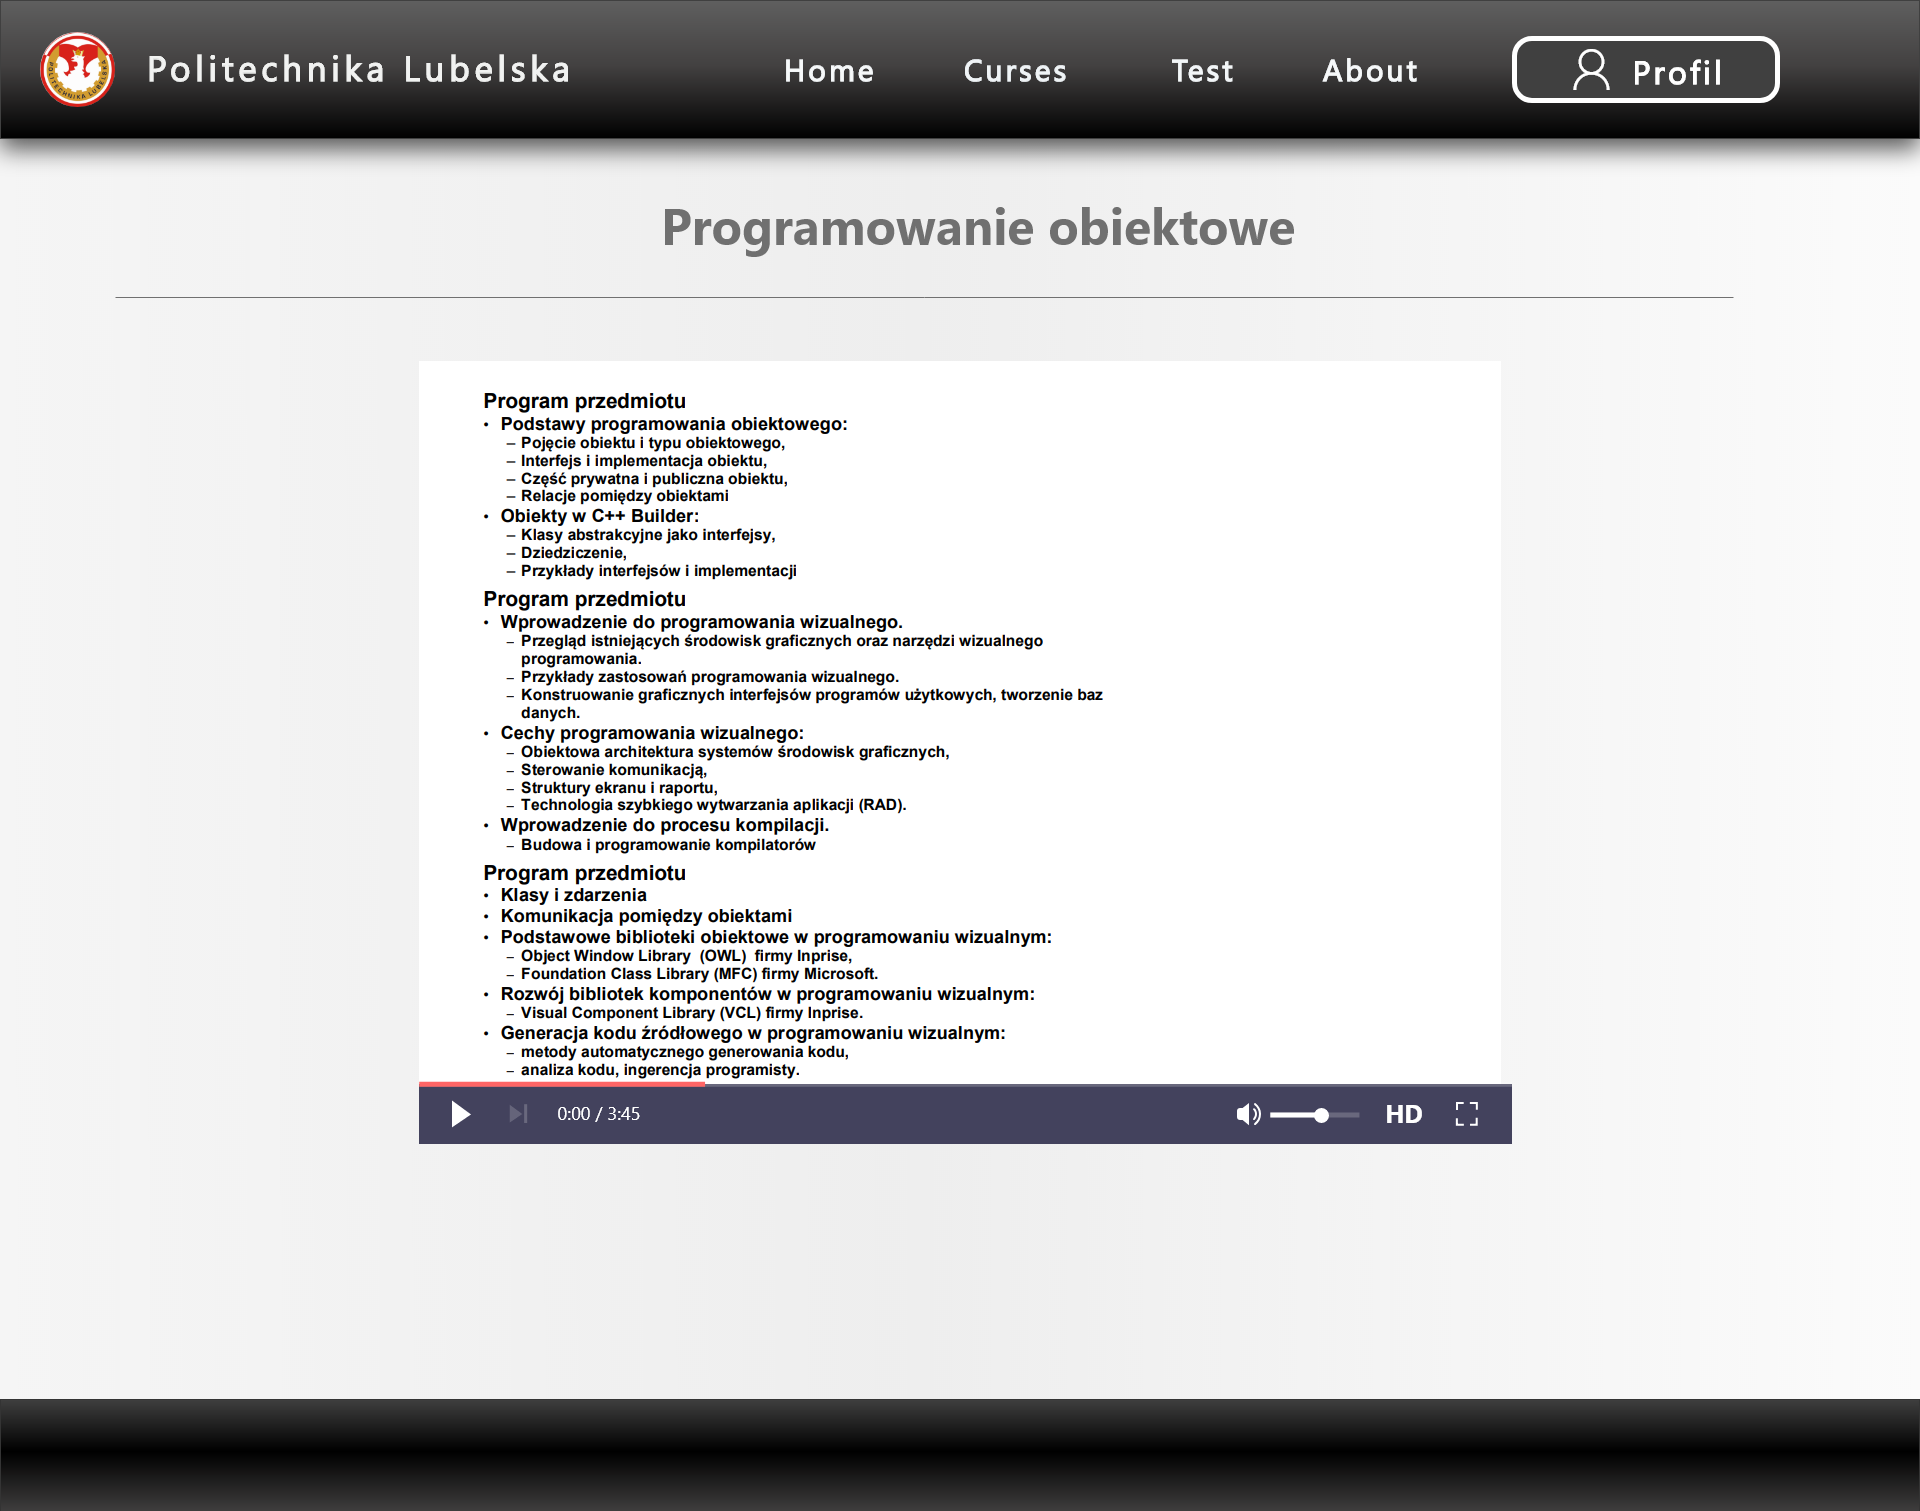 POLITECHNIKA LUBELSKA
Politechnika Lubelska
Home
Curses
Test
About
Profil
Programowanie obiektowe
Program przedmiotu
• Podstawy programowania obiektowego:
– Pojęcie obiektu i typu obiektowego,
– Interfejs i implementacja obiektu,
– Część prywatna i publiczna obiektu,
– Relacje pomiędzy obiektami
• Obiekty w C++ Builder:
– Klasy abstrakcyjne jako interfejsy,
– Dziedziczenie,
– Przykłady interfejsów i implementacji
Program przedmiotu
• Wprowadzenie do programowania wizualnego.
– Przegląd istniejących środowisk graficznych oraz narzędzi wizualnego
programowania.
– Przykłady zastosowań programowania wizualnego.
– Konstruowanie graficznych interfejsów programów użytkowych, tworzenie baz
danych.
• Cechy programowania wizualnego:
– Obiektowa architektura systemów środowisk graficznych,
– Sterowanie komunikacją,
– Struktury ekranu i raportu,
– Technologia szybkiego wytwarzania aplikacji (RAD).
• Wprowadzenie do procesu kompilacji.
– Budowa i programowanie kompilatorów
Program przedmiotu
• Klasy i zdarzenia
• Komunikacja pomiędzy obiektami
• Podstawowe biblioteki obiektowe w programowaniu wizualnym:
– Object Window Library (OWL) firmy Inprise,
– Foundation Class Library (MFC) firmy Microsoft.
• Rozwój bibliotek komponentów w programowaniu wizualnym:
– Visual Component Library (VCL) firmy Inprise.
• Generacja kodu źródłowego w programowaniu wizualnym:
– metody automatycznego generowania kodu,
– analiza kodu, ingerencja programisty.
0:00 / 3:45
HD